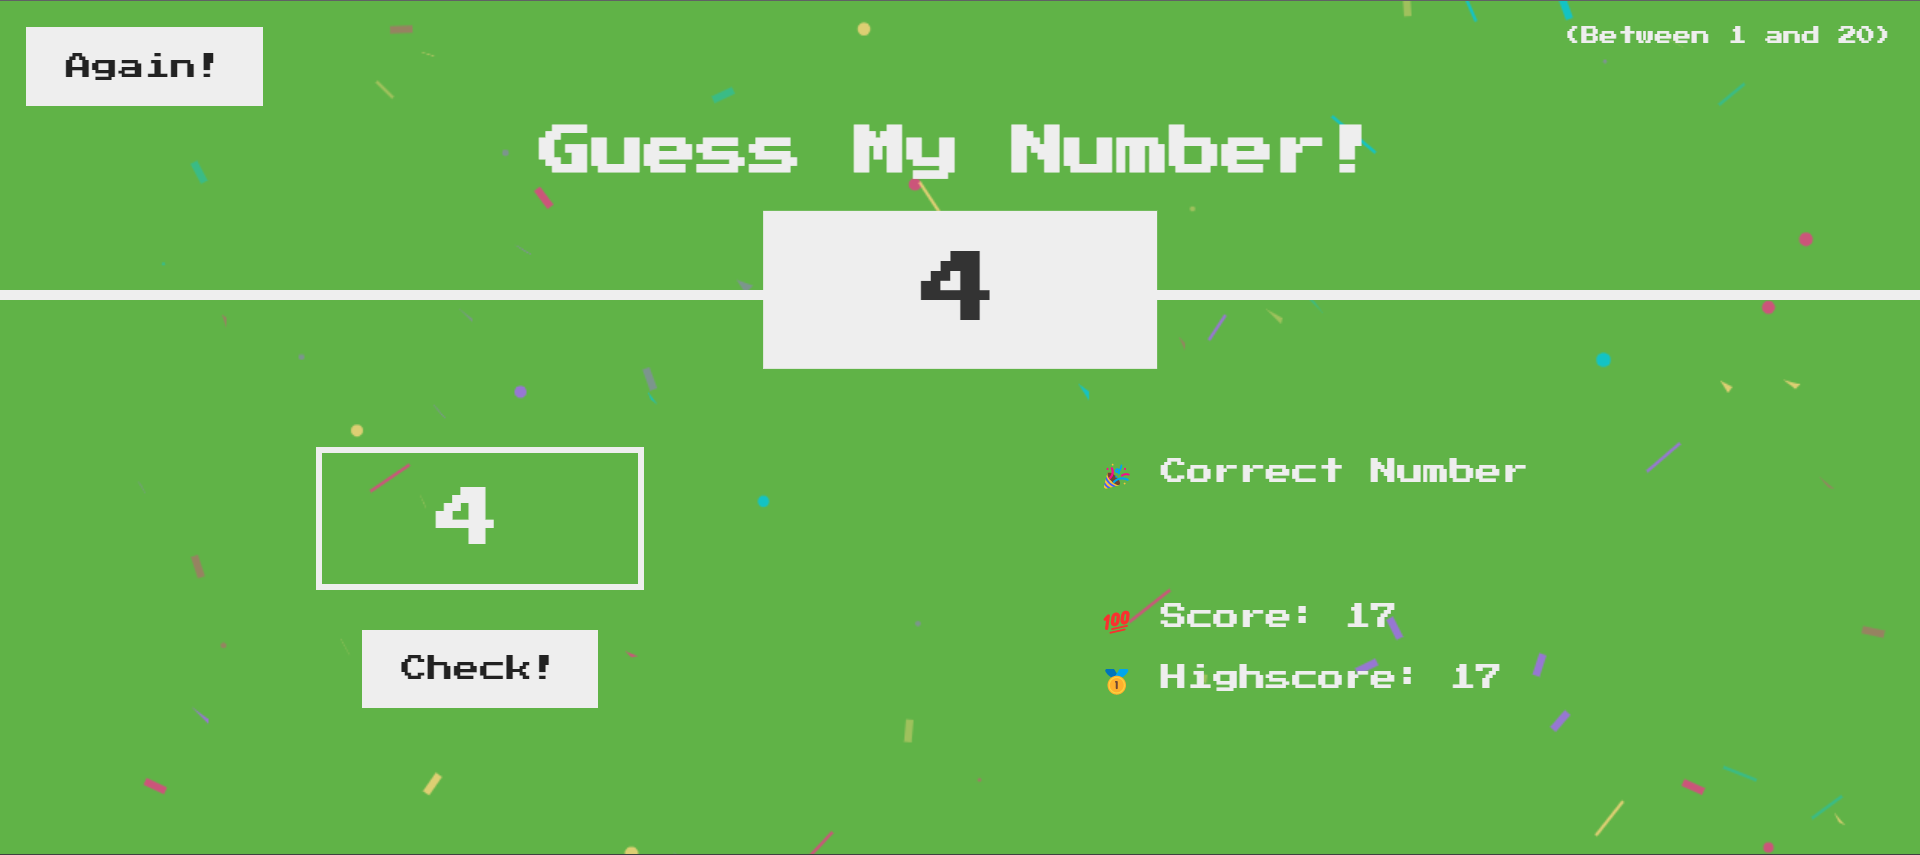 Again!
(Between 1 and 20)
Guess My Number!
4
4
Check!
🎉 Correct Number
💯 Score: 17
🥇 Highscore: 17